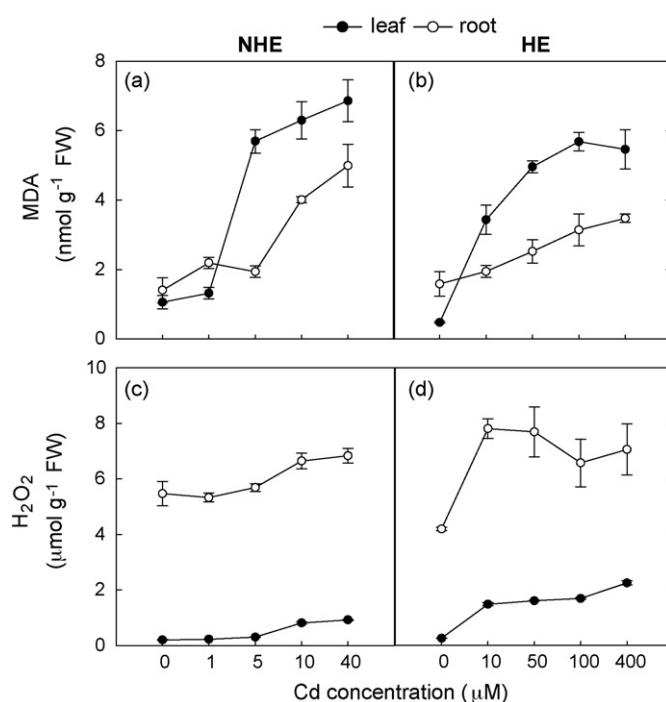 leaf root
NHE HE
(a) (b)
8
6
4
2
0
MDA
(nmol g⁻¹ FW)
(c) (d)
10
8
6
4
2
0
H₂O₂
(μmol g⁻¹ FW)
0 1 5 10 40 0 10 50 100 400
Cd concentration (μM)